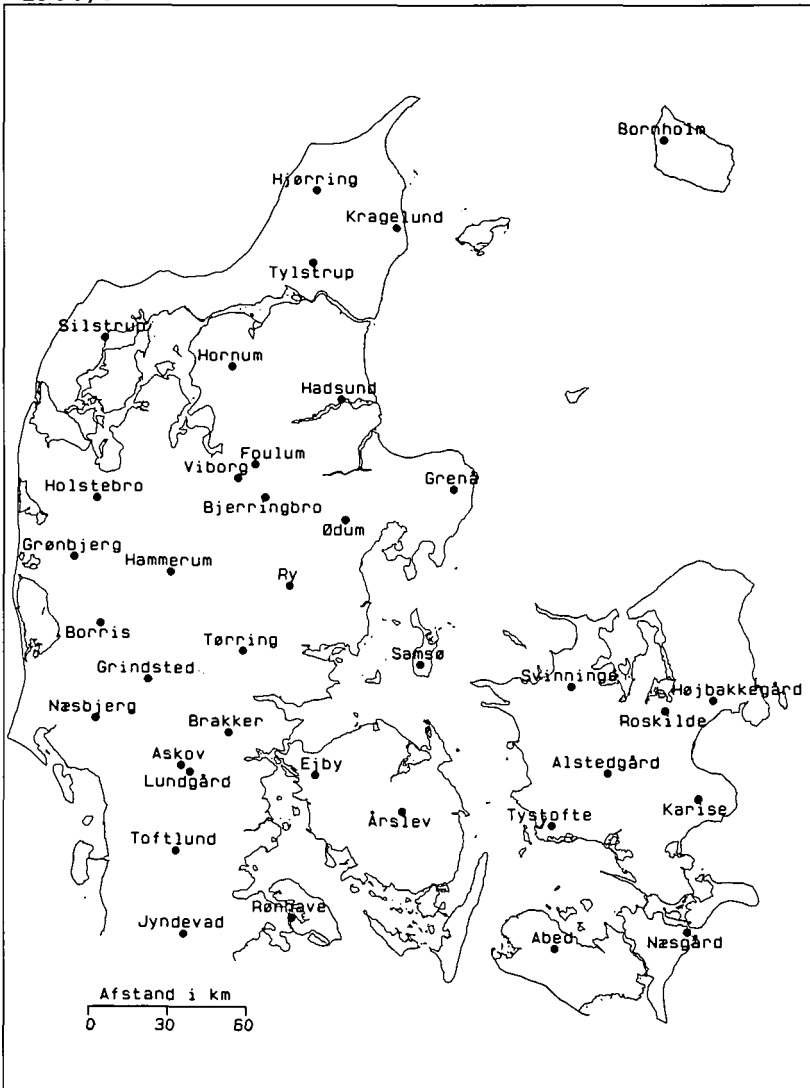 Bornholm
Hjørring
Kragelund
Tylstrup
Silstrup
Hornum
Hadsund
Foulum
Viborg
Grenå
Holstebro
Bjerringbro
Ødum
Grønbjerg
Hammerum
Ry
Borris
Tørring
Samsø
Grindsted
Svinninge
Næsbjerg
Højbakkegård
Roskilde
Brakker
Askov
Ejby
Alstedgård
Lundgård
Karise
Årslev
Tystofte
Toftlund
Rønhave
Jyndevad
Abed
Næsgård
Afstand i km
0 30 60